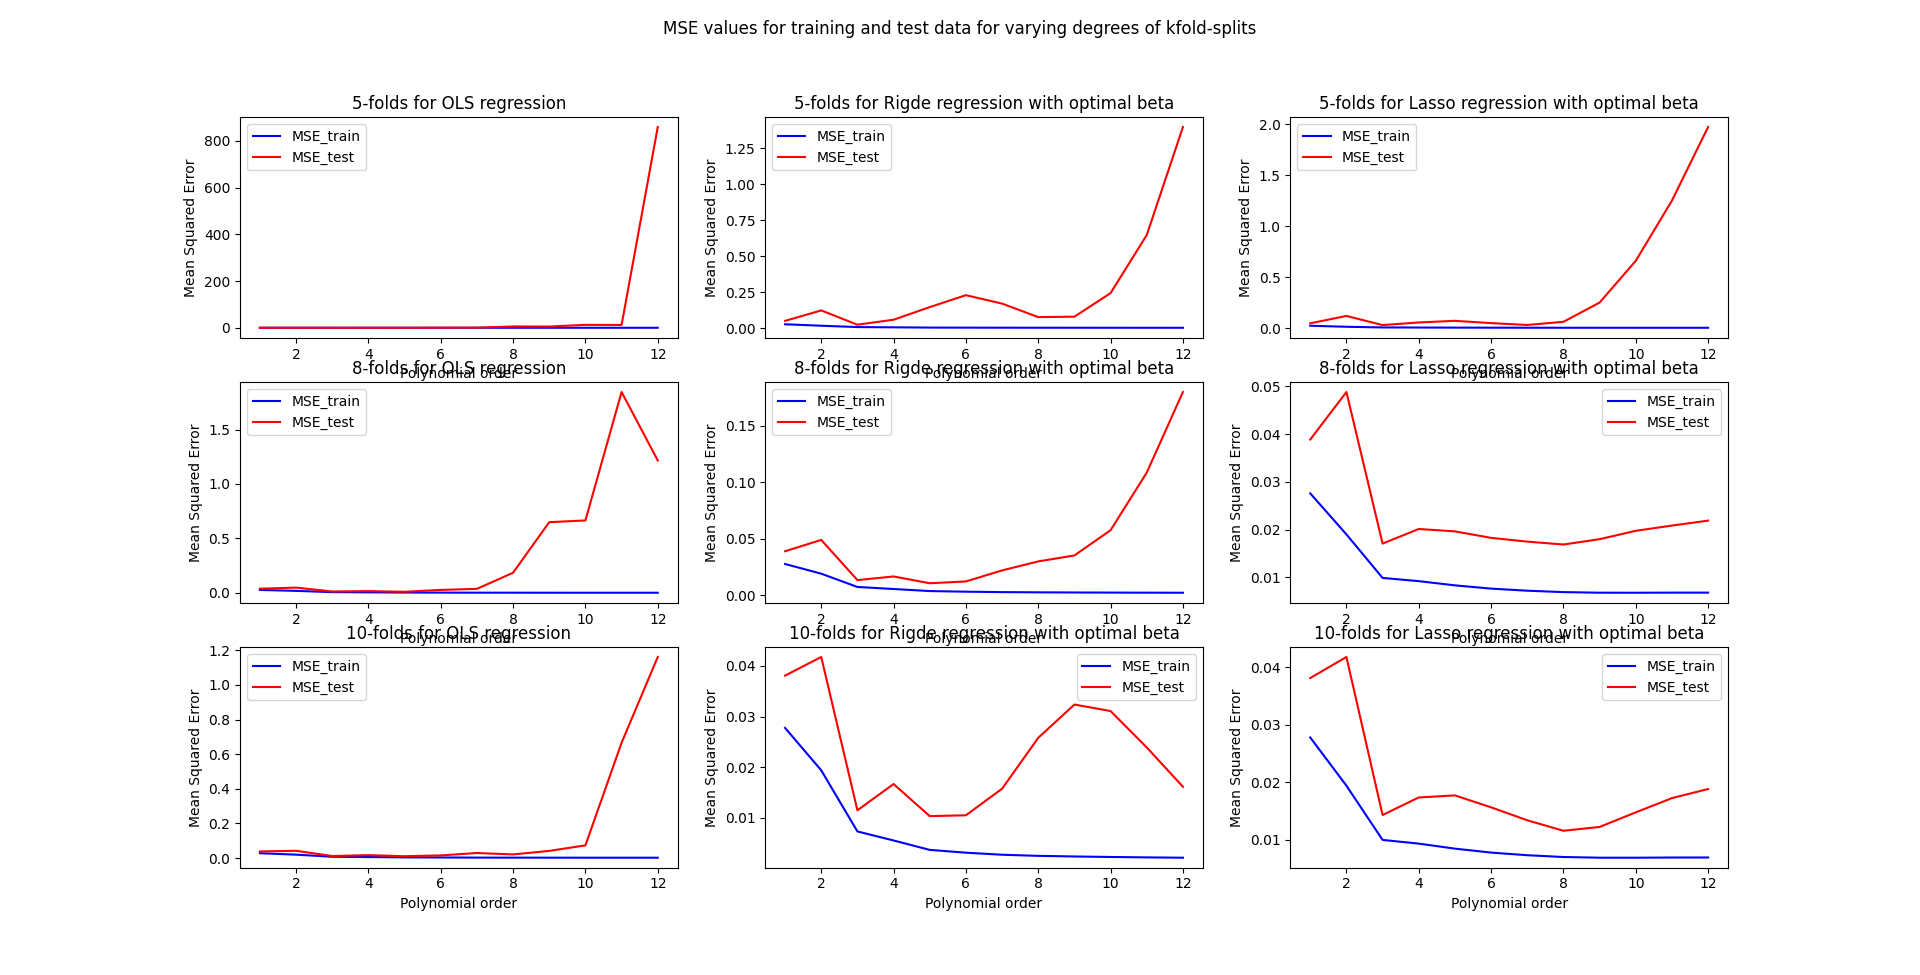 MSE values for training and test data for varying degrees of kfold-splits
5-folds for OLS regression
MSE_train
MSE_test
Mean Squared Error
800
600
400
200
0
2 4 6 8 10 12
Polynomial order
5-folds for Rigde regression with optimal beta
MSE_train
MSE_test
Mean Squared Error
1.25
1.00
0.75
0.50
0.25
0.00
2 4 6 8 10 12
Polynomial order
5-folds for Lasso regression with optimal beta
MSE_train
MSE_test
Mean Squared Error
2.0
1.5
1.0
0.5
0.0
2 4 6 8 10 12
Polynomial order
8-folds for OLS regression
MSE_train
MSE_test
Mean Squared Error
1.5
1.0
0.5
0.0
2 4 6 8 10 12
Polynomial order
8-folds for Rigde regression with optimal beta
MSE_train
MSE_test
Mean Squared Error
0.15
0.10
0.05
0.00
2 4 6 8 10 12
Polynomial order
8-folds for Lasso regression with optimal beta
MSE_train
MSE_test
Mean Squared Error
0.05
0.04
0.03
0.02
0.01
2 4 6 8 10 12
Polynomial order
10-folds for OLS regression
MSE_train
MSE_test
Mean Squared Error
1.2
1.0
0.8
0.6
0.4
0.2
0.0
2 4 6 8 10 12
Polynomial order
10-folds for Rigde regression with optimal beta
MSE_train
MSE_test
Mean Squared Error
0.04
0.03
0.02
0.01
2 4 6 8 10 12
Polynomial order
10-folds for Lasso regression with optimal beta
MSE_train
MSE_test
Mean Squared Error
0.04
0.03
0.02
0.01
2 4 6 8 10 12
Polynomial order